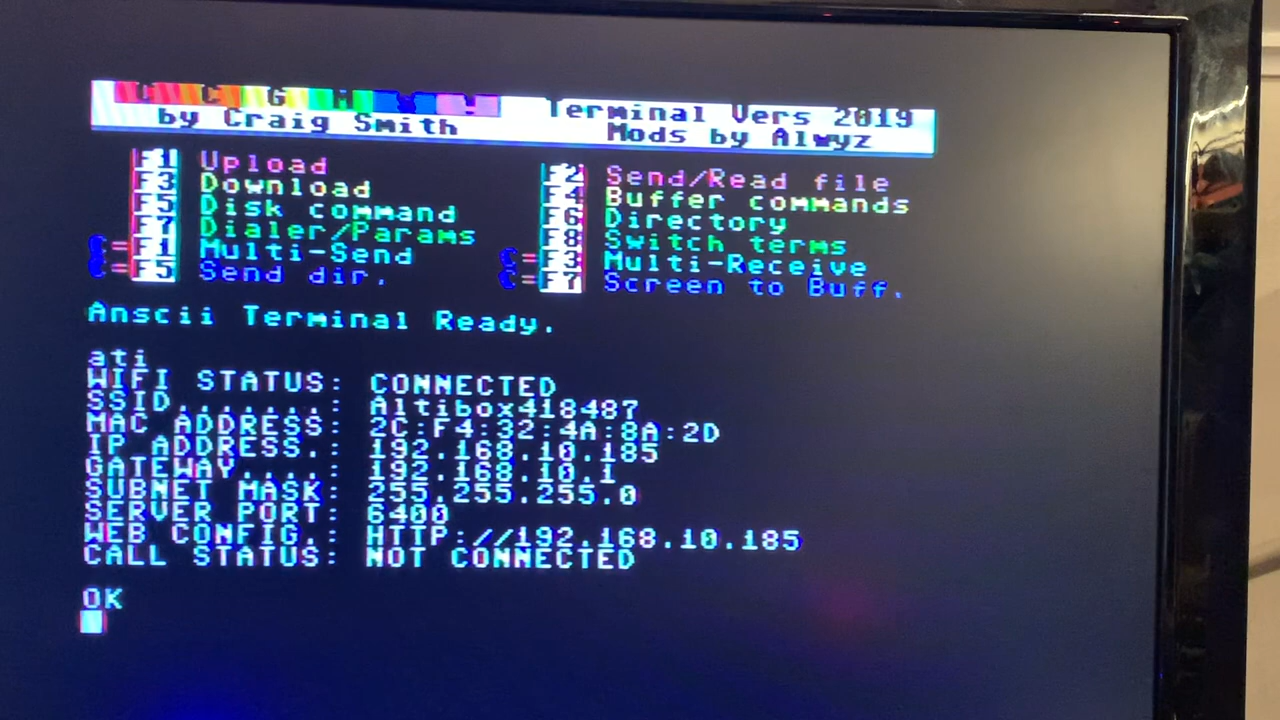 C C G M S !   Terminal Vers 2019
by Craig Smith   Mods by Alwyz
F1 Upload   F2 Send/Read file
F3 Download   F4 Buffer commands
F5 Disk command   F6 Directory
F7 Dialer/Params   F8 Switch terms
C=F1 Multi-Send   C=F3 Multi-Receive
C=F5 Send dir.   C=F7 Screen to Buff.
Anscii Terminal Ready.
ati
WIFI STATUS: CONNECTED
SSID.......: Altibox418487
MAC ADDRESS: 2C:F4:32:4A:8A:2D
IP ADDRESS.: 192.168.10.185
GATEWAY....: 192.168.10.1
SUBNET MASK: 255.255.255.0
SERVER PORT: 6400
WEB CONFIG.: HTTP://192.168.10.185
CALL STATUS: NOT CONNECTED
OK